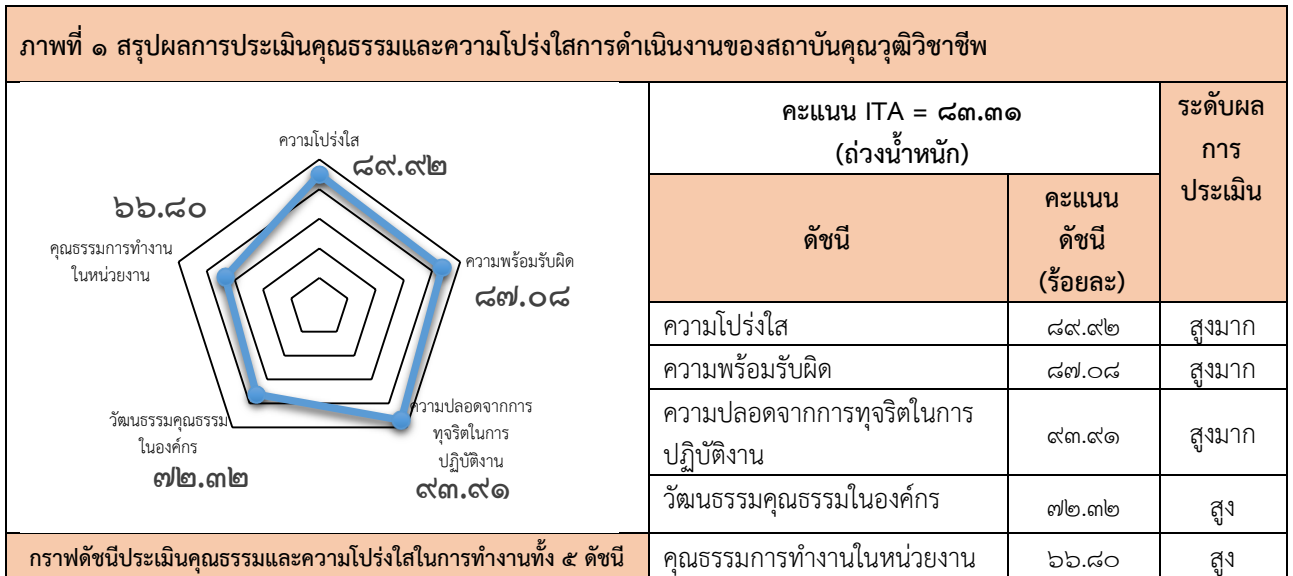 ภาพที่ ๑ สรุปผลการประเมินคุณธรรมและความโปร่งใสการดำเนินงานของสถาบันคุณวุฒิวิชาชีพ
ความโปร่งใส
๘๙.๙๒
ความพร้อมรับผิด
๘๗.๐๘
ความปลอดจากการ
ทุจริตในการ
ปฏิบัติงาน
๙๓.๙๑
วัฒนธรรมคุณธรรม
ในองค์กร
๗๒.๓๒
๖๖.๘๐
คุณธรรมการทำงาน
ในหน่วยงาน
กราฟดัชนีประเมินคุณธรรมและความโปร่งใสในการทำงานทั้ง ๕ ดัชนี
คะแนน ITA = ๘๓.๓๑
(ถ่วงน้ำหนัก)
ระดับผล
การ
ประเมิน
ดัชนี
คะแนน
ดัชนี
(ร้อยละ)
ความโปร่งใส ๘๙.๙๒ สูงมาก
ความพร้อมรับผิด ๘๗.๐๘ สูงมาก
ความปลอดจากการทุจริตในการ
ปฏิบัติงาน
๙๓.๙๑ สูงมาก
วัฒนธรรมคุณธรรมในองค์กร ๗๒.๓๒ สูง
คุณธรรมการทำงานในหน่วยงาน ๖๖.๘๐ สูง